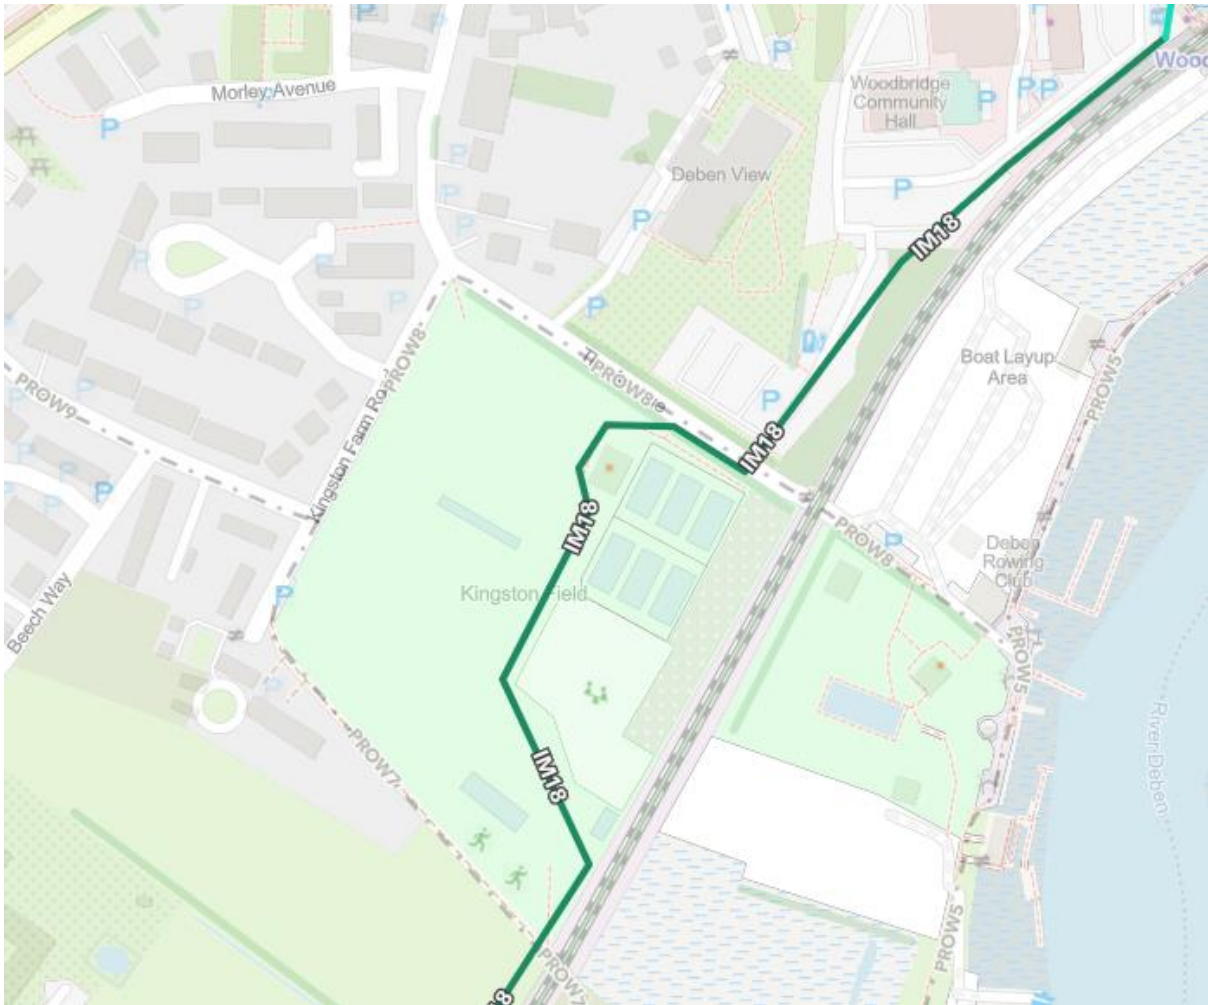 Wood
Morley Avenue
P
Woodbridge
Community
Hall
P
P
P
P
Deben View
P
P
P
P
IM18
P
P
P
P
P
Boat Layup
Area
PROW5
PROW8
PROW8
PROW9
Kingston Farm Road
P
P
P
IM18
IM18
PROW8
P
Deben
Rowing
Club
Kingston Field
P
Beech Way
PROW5
P
PROW7
IM18
River Deben
PROW5
PROW7
18